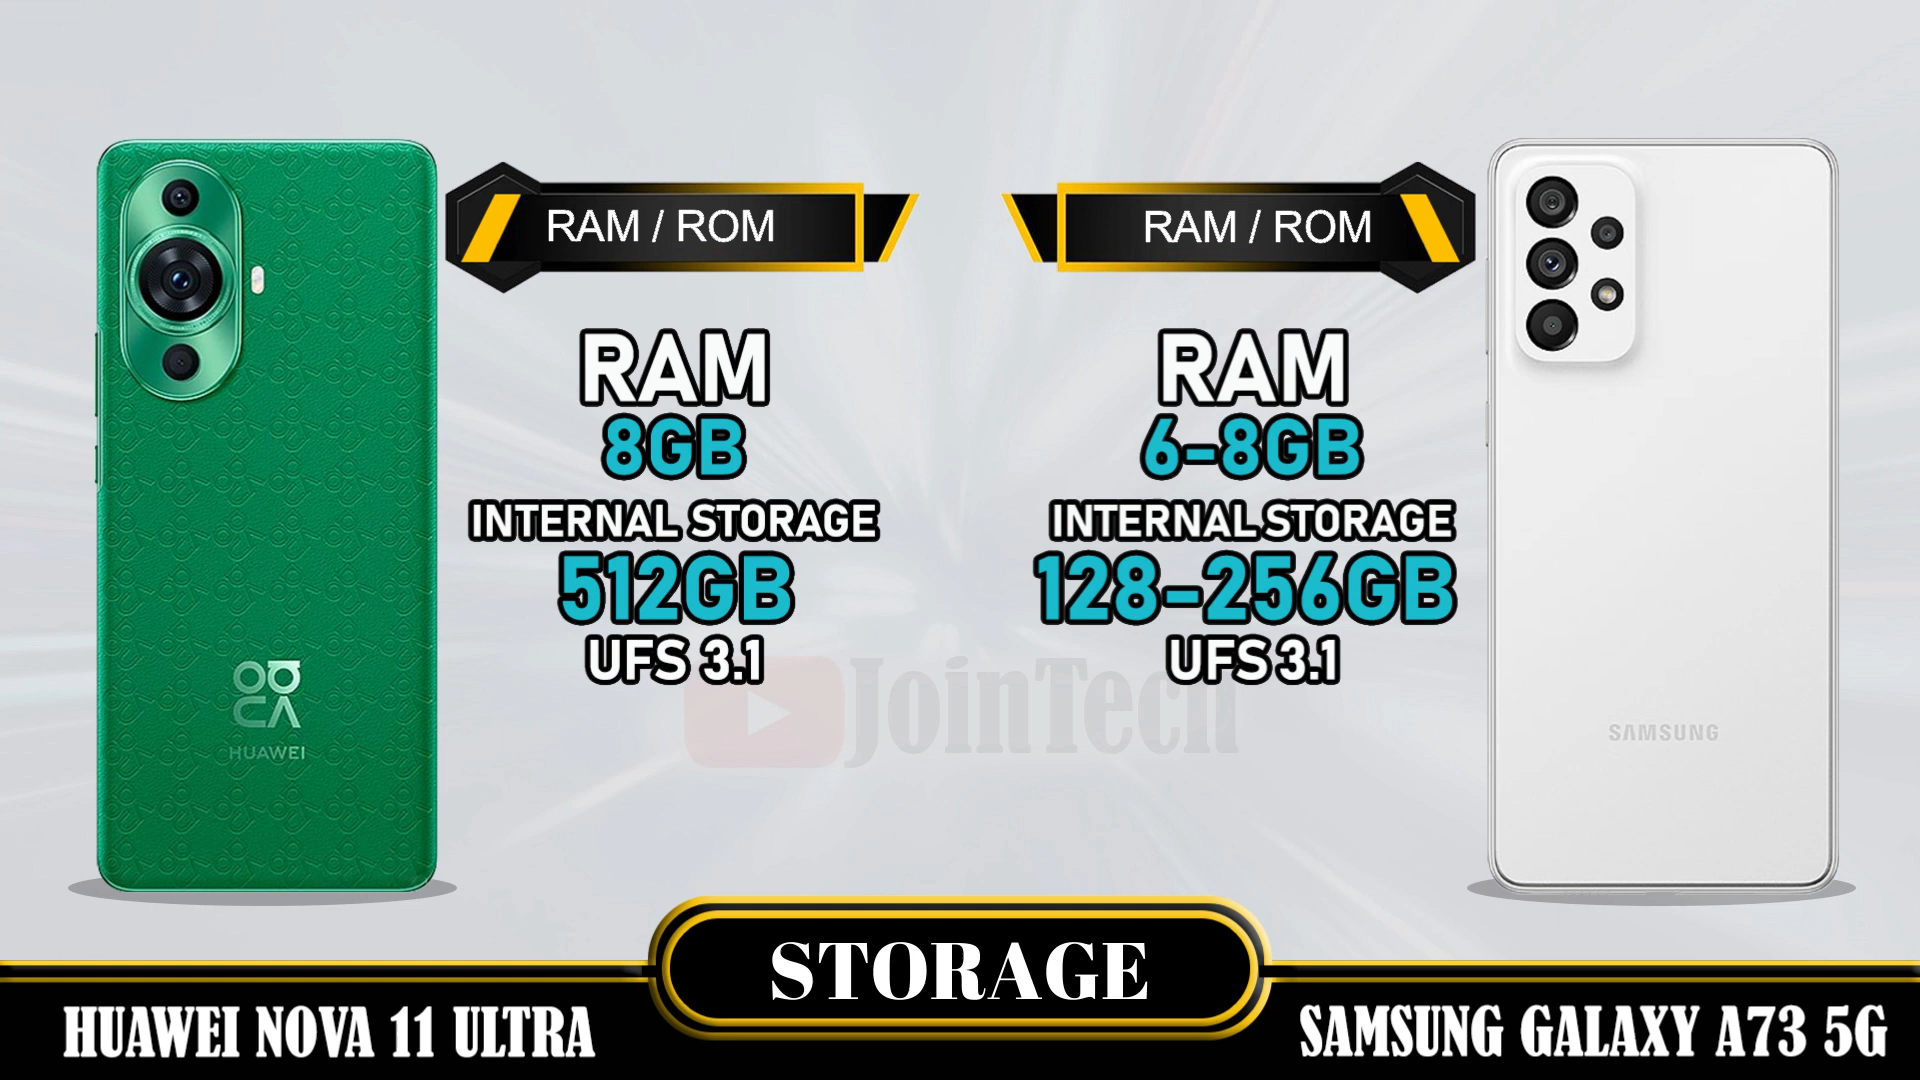 RAM / ROM
RAM
8GB
INTERNAL STORAGE
512GB
UFS 3.1
RAM / ROM
RAM
6-8GB
INTERNAL STORAGE
128-256GB
UFS 3.1
JoinTech
HUAWEI
SAMSUNG
STORAGE
HUAWEI NOVA 11 ULTRA
SAMSUNG GALAXY A73 5G